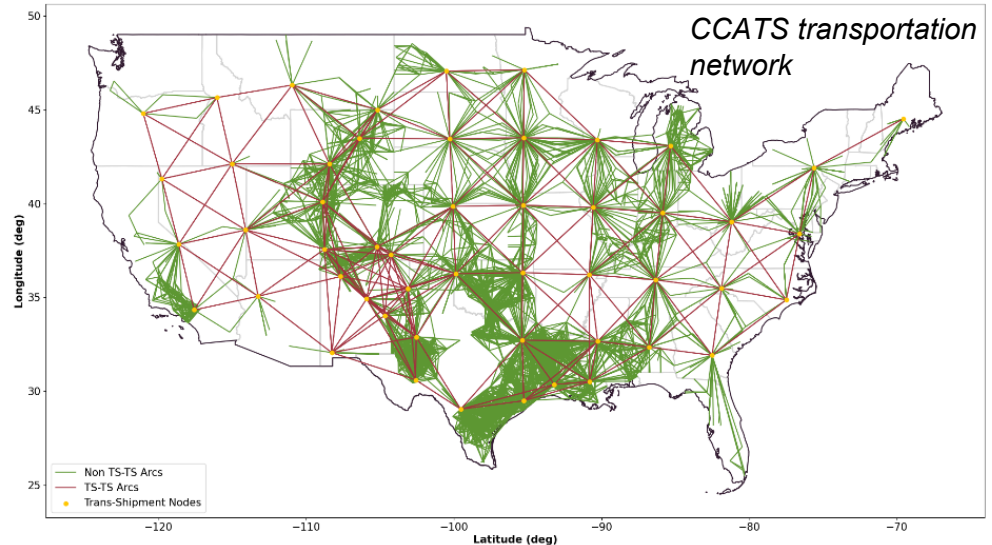 CCATS transportation
network
50
45
40
35
30
25
Longitude (deg)
Non TS-TS Arcs
TS-TS Arcs
Trans-Shipment Nodes
−120
−110
−100
−90
−80
−70
Latitude (deg)